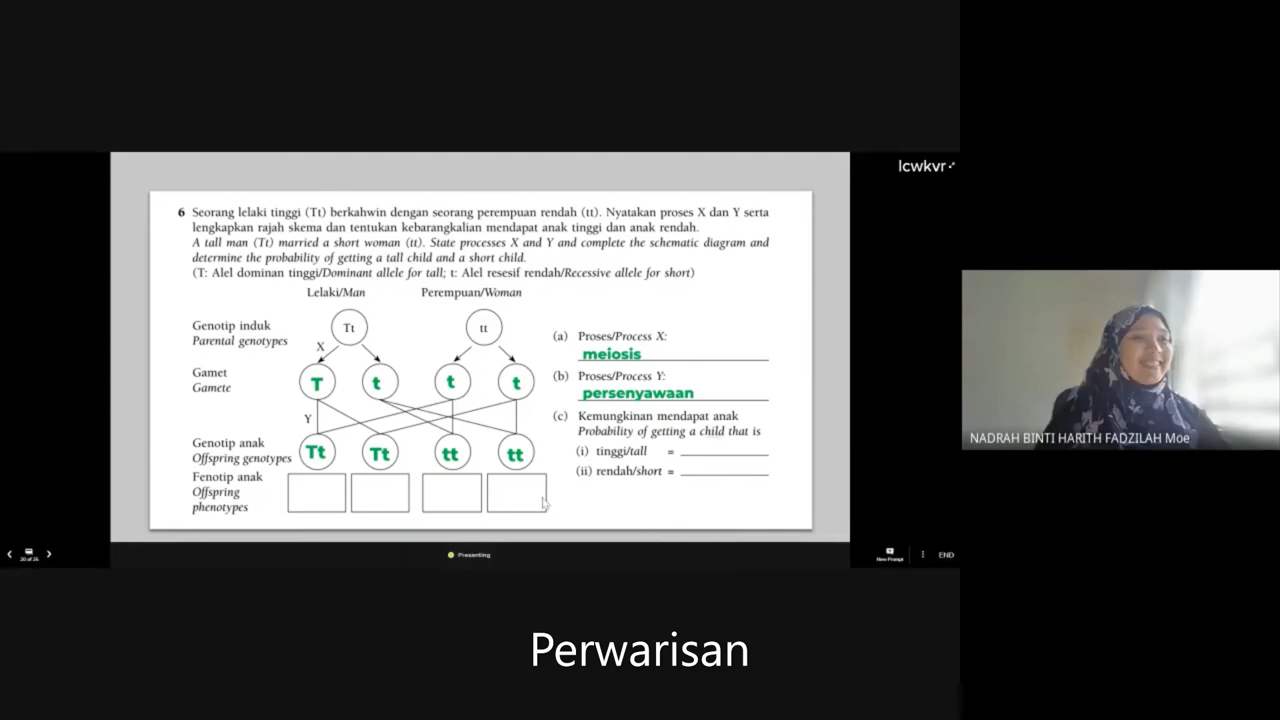 lcwkvr
6 Seorang lelaki tinggi (Tt) berkahwin dengan seorang perempuan rendah (tt). Nyatakan proses X dan Y serta
lengkapkan rajah skema dan tentukan kebarangkalian mendapat anak tinggi dan anak rendah.
A tall man (Tt) married a short woman (tt). State processes X and Y and complete the schematic diagram and
determine the probability of getting a tall child and a short child.
(T: Alel dominan tinggi/Dominant allele for tall; t: Alel resesif rendah/Recessive allele for short)
Lelaki/Man Perempuan/Woman
Genotip induk
Parental genotypes
Tt tt
X
Gamet
Gamete
T t t t
Y
Genotip anak
Offspring genotypes
Tt Tt tt tt
Fenotip anak
Offspring
phenotypes
(a) Proses/Process X:
meiosis
(b) Proses/Process Y:
persenyawaan
(c) Kemungkinan mendapat anak
Probability of getting a child that is
(i) tinggi/tall =
(ii) rendah/short =
NADRAH BINTI HARITH FADZILAH Moe
20 of 26
Presenting
New Prompt
END
Perwarisan